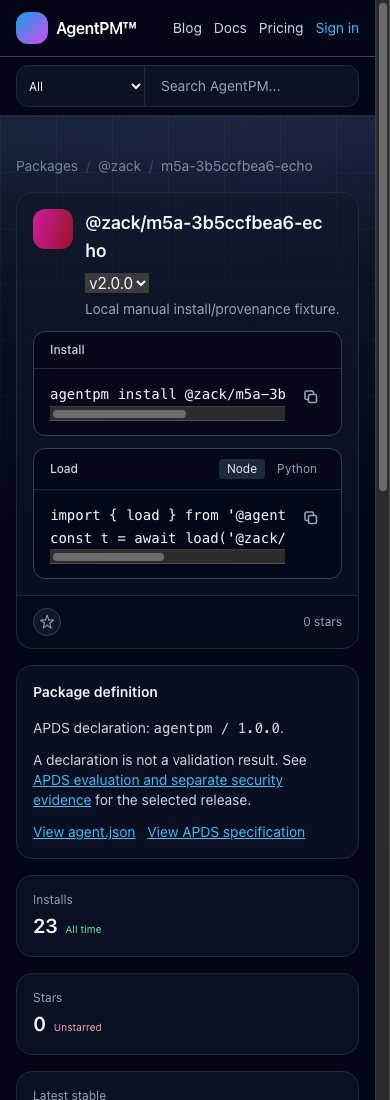 AgentPM™
Blog Docs Pricing Sign in
All
Search AgentPM...
Packages / @zack / m5a-3b5ccfbea6-echo
@zack/m5a-3b5ccfbea6-ec
ho
v2.0.0
Local manual install/provenance fixture.
Install
agentpm install @zack/m5a-3b
Load
Node Python
import { load } from '@agent
const t = await load('@zack/
0 stars
Package definition
APDS declaration: agentpm / 1.0.0.
A declaration is not a validation result. See
APDS evaluation and separate security
evidence for the selected release.
View agent.json View APDS specification
Installs
23 All time
Stars
0 Unstarred
Latest stable